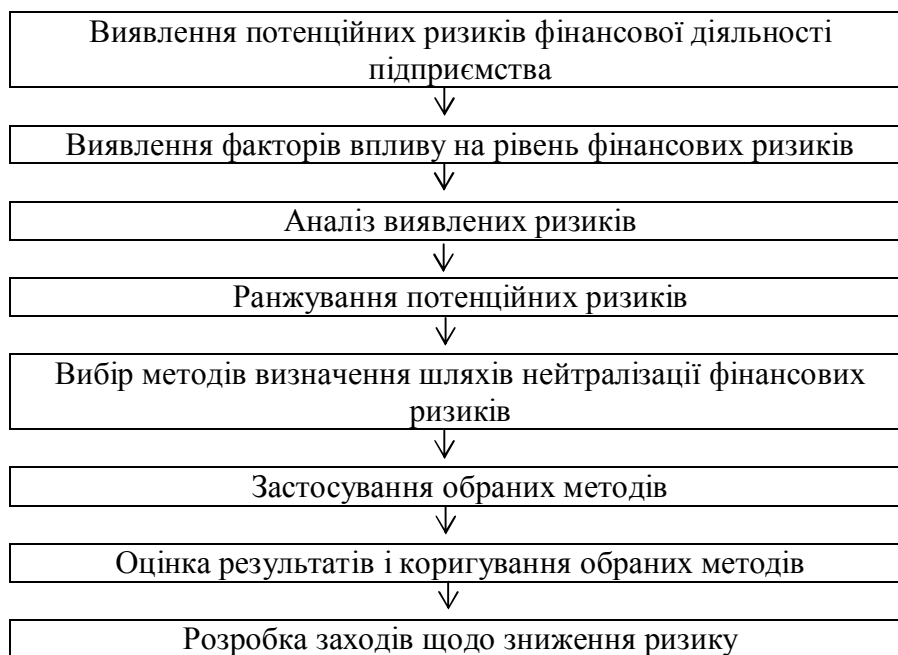 Виявлення потенційних ризиків фінансової діяльності
підприємства
Виявлення факторів впливу на рівень фінансових ризиків
Аналіз виявлених ризиків
Ранжування потенційних ризиків
Вибір методів визначення шляхів нейтралізації фінансових
ризиків
Застосування обраних методів
Оцінка результатів і коригування обраних методів
Розробка заходів щодо зниження ризику